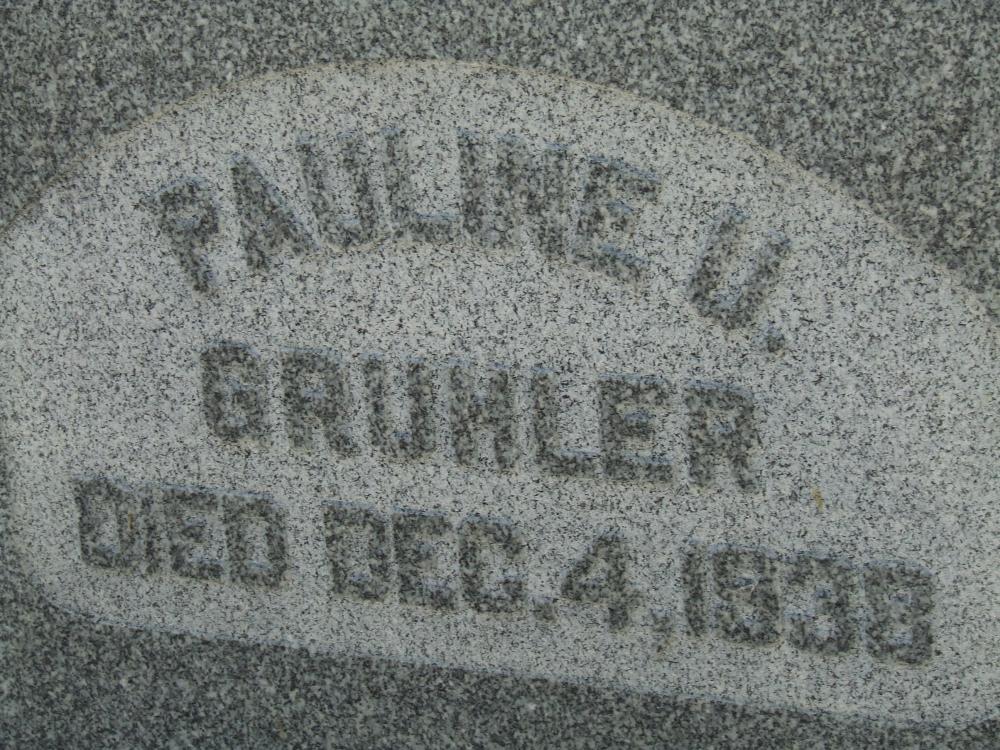 PAULINE U.
GRUHLER
DIED DEC. 4, 1938